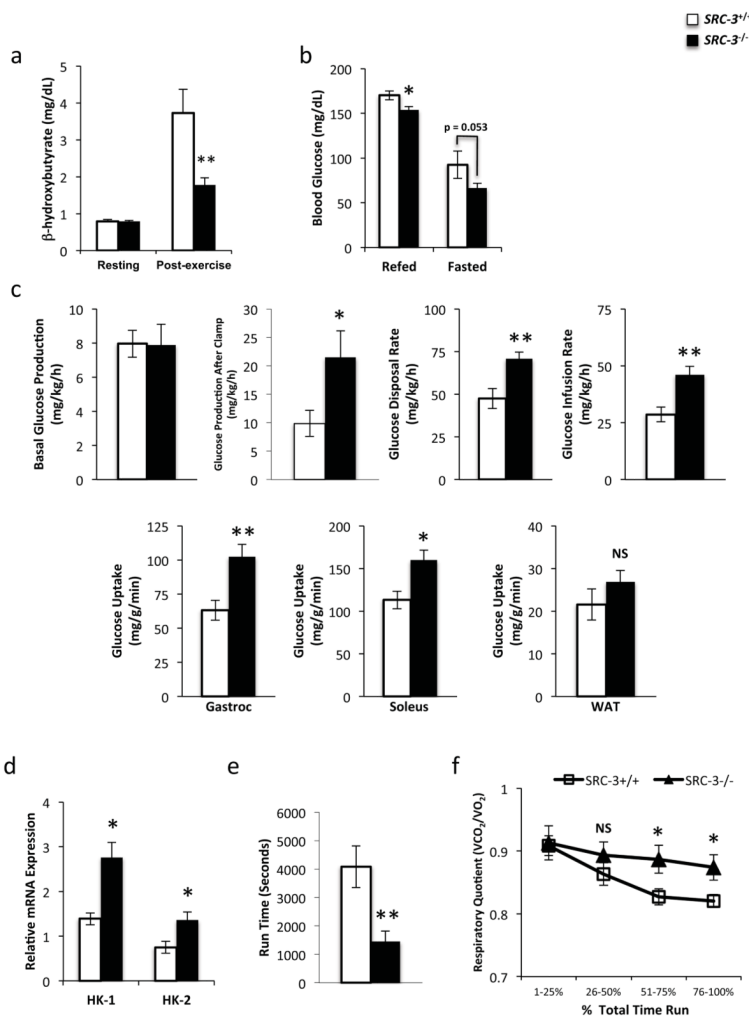 SRC-3+/+
SRC-3-/-
a
β-hydroxybutyrate (mg/dL)
5
4
3
2
1
0
**
Resting
Post-exercise
b
Blood Glucose (mg/dL)
200
150
100
50
0
*
p = 0.053
Refed
Fasted
c
Basal Glucose Production
(mg/kg/h)
10
8
6
4
2
0
Glucose Production After Clamp
(mg/kg/h)
30
25
20
15
10
5
0
*
Glucose Disposal Rate
(mg/kg/h)
100
75
50
25
0
**
Glucose Infusion Rate
(mg/kg/h)
75
50
25
0
**
Glucose Uptake
(mg/g/min)
125
100
75
50
25
0
**
Gastroc
Glucose Uptake
(mg/g/min)
200
150
100
50
0
*
Soleus
Glucose Uptake
(mg/g/min)
40
30
20
10
0
NS
WAT
d
Relative mRNA Expression
4
3
2
1
0
*
*
HK-1
HK-2
e
Run Time (Seconds)
6000
5000
4000
3000
2000
1000
0
**
f
SRC-3+/+
SRC-3-/-
Respiratory Quotient (VCO₂/VO₂)
1
0.9
0.8
0.7
NS
*
*
1-25%
26-50%
51-75%
76-100%
% Total Time Run